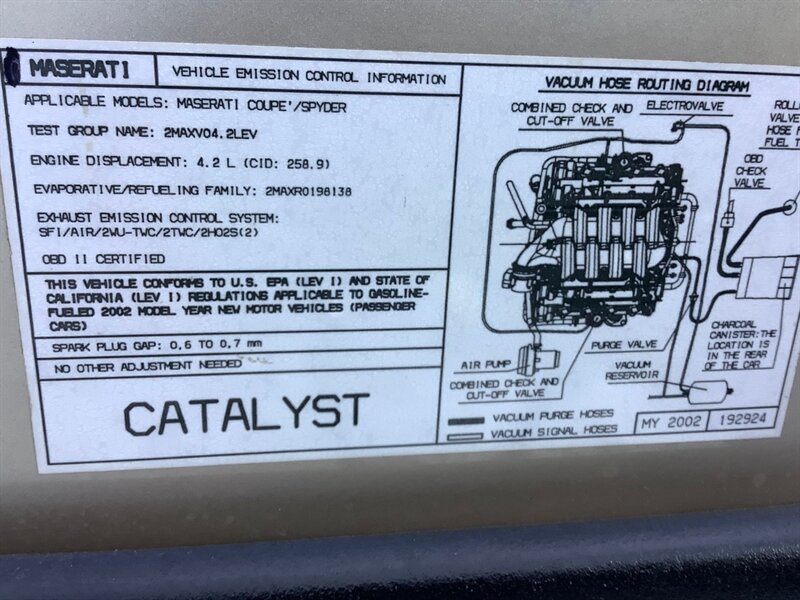 MASERATI
VEHICLE EMISSION CONTROL INFORMATION
APPLICABLE MODELS: MASERATI COUPE'/SPYDER
TEST GROUP NAME: 2MAXV04.2LEV
ENGINE DISPLACEMENT: 4.2 L (CID: 258.9)
EVAPORATIVE/REFUELING FAMILY: 2MAXR0198138
EXHAUST EMISSION CONTROL SYSTEM:
SFI/AIR/2WU-TWC/2TWC/2HO2S(2)
OBD II CERTIFIED
THIS VEHICLE CONFORMS TO U.S. EPA (LEV I) AND STATE OF
CALIFORNIA (LEV I) REGULATIONS APPLICABLE TO GASOLINE-
FUELED 2002 MODEL YEAR NEW MOTOR VEHICLES (PASSENGER
CARS)
SPARK PLUG GAP: 0,6 TO 0,7 mm
NO OTHER ADJUSTMENT NEEDED
CATALYST
VACUUM HOSE ROUTING DIAGRAM
COMBINED CHECK AND
CUT-OFF VALVE
ELECTROVALVE
VALVE
FUEL
OBD
CHECK
VALVE
AIR PUMP
COMBINED CHECK AND
CUT-OFF VALVE
PURGE VALVE
VACUUM
RESERVOIR
CHARCOAL
CANISTER: THE
LOCATION IS
IN THE REAR
OF THE CAR
VACUUM PURGE HOSES
VACUUM SIGNAL HOSES
MY 2002
192924